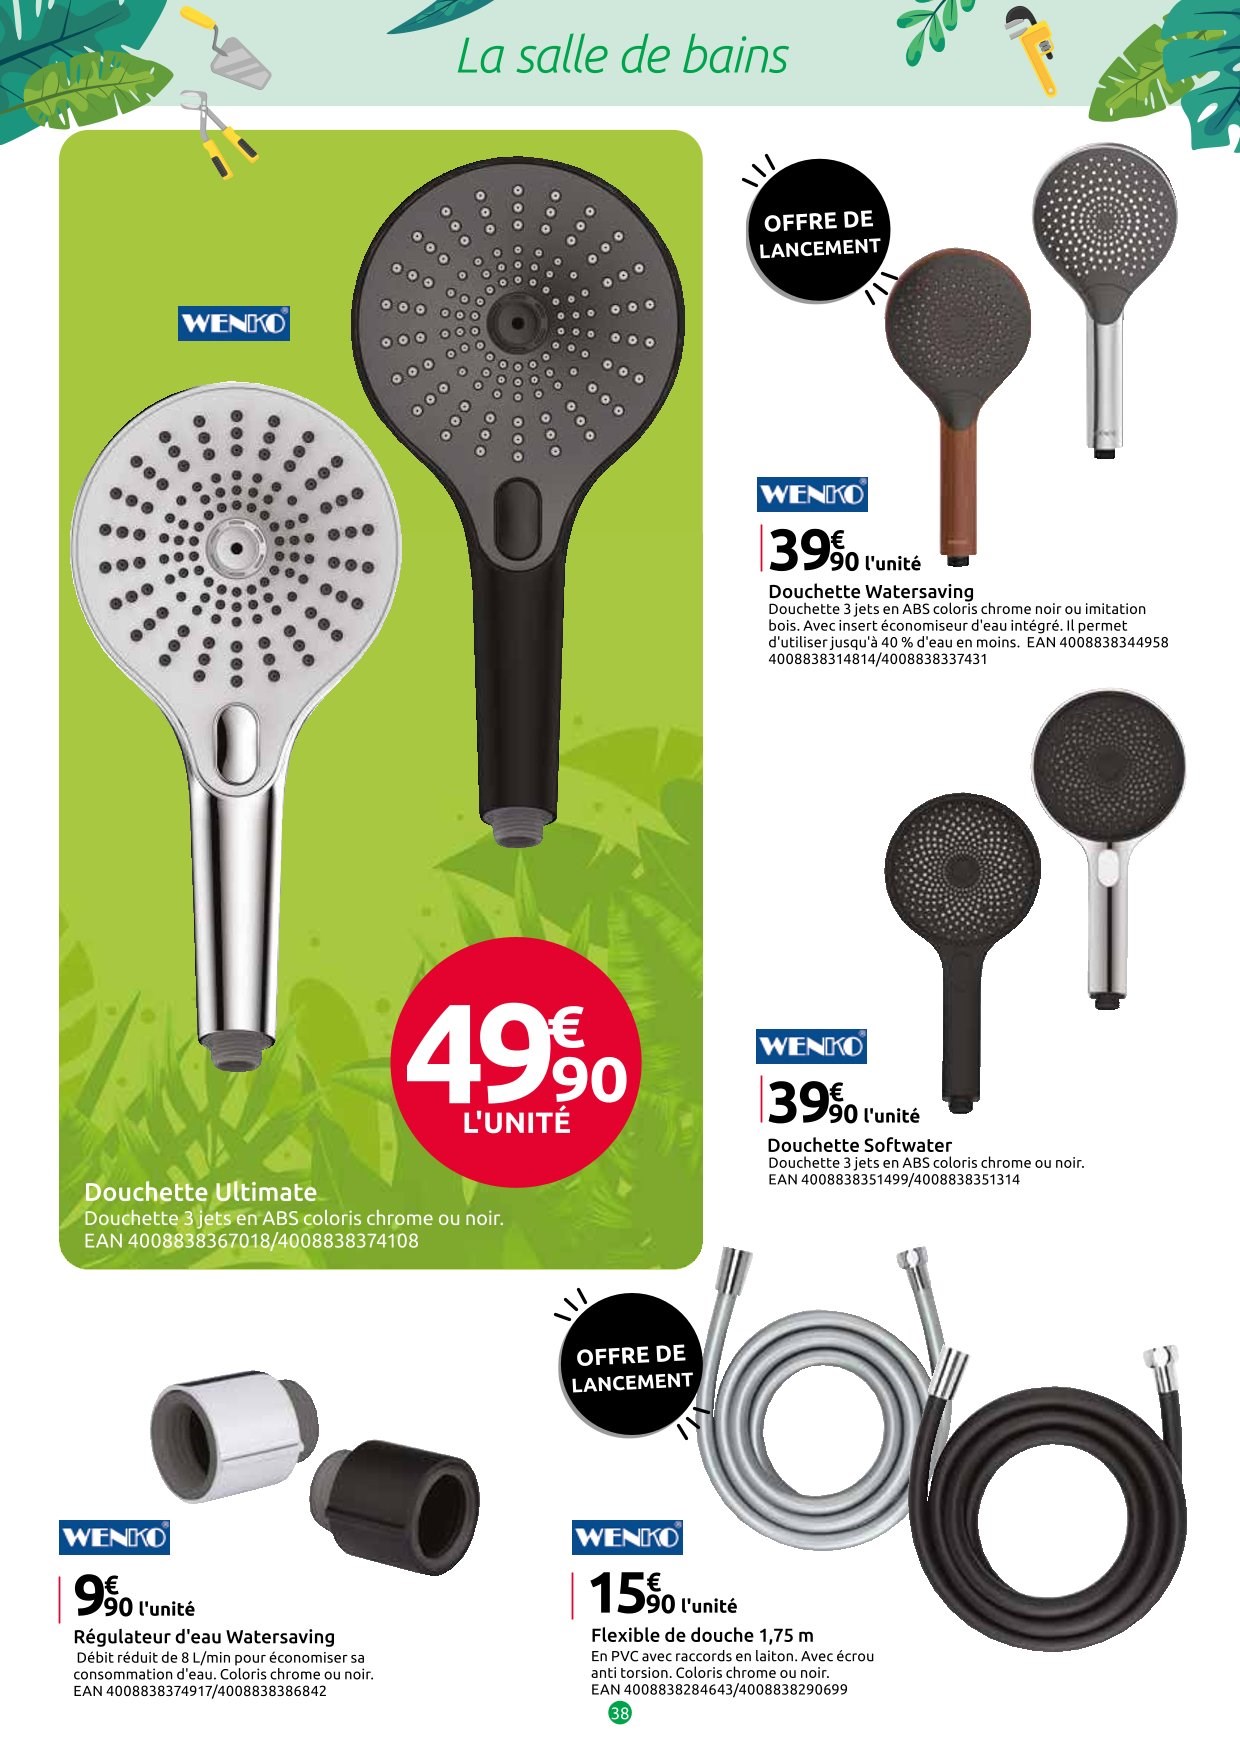 La salle de bains
WENKO
49€90
L'UNITÉ
Douchette Ultimate
Douchette 3 jets en ABS coloris chrome ou noir.
EAN 4008838367018/4008838374108
OFFRE DE
LANCEMENT
WENKO
39€90 l'unité
Douchette Watersaving
Douchette 3 jets en ABS coloris chrome noir ou imitation
bois. Avec insert économiseur d'eau intégré. Il permet
d'utiliser jusqu'à 40 % d'eau en moins. EAN 4008838344958
4008838314814/4008838337431
WENKO
39€90 l'unité
Douchette Softwater
Douchette 3 jets en ABS coloris chrome ou noir.
EAN 4008838351499/4008838351314
WENKO
9€90 l'unité
Régulateur d'eau Watersaving
Débit réduit de 8 L/min pour économiser sa
consommation d'eau. Coloris chrome ou noir.
EAN 4008838374917/4008838386842
OFFRE DE
LANCEMENT
WENKO
15€90 l'unité
Flexible de douche 1,75 m
En PVC avec raccords en laiton. Avec écrou
anti torsion. Coloris chrome ou noir.
EAN 4008838284643/4008838290699
38